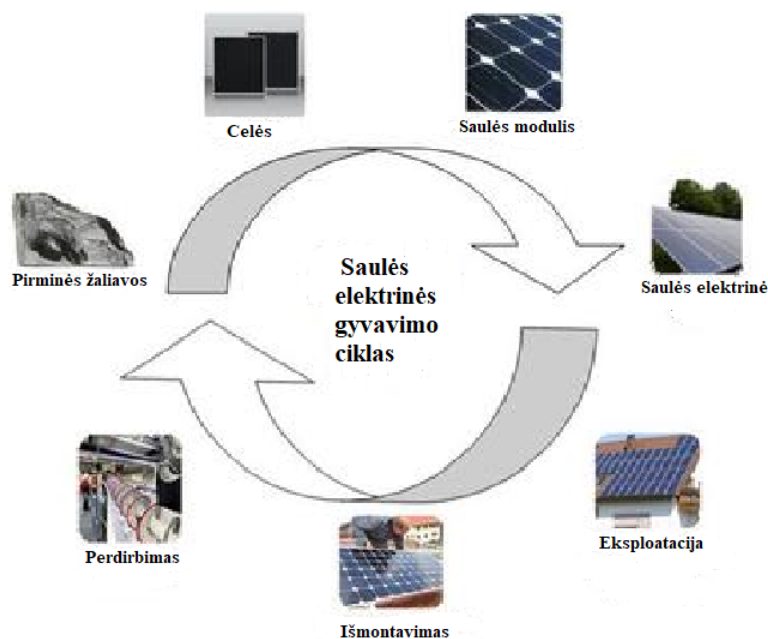 Celės
Saulės modulis
Pirminės žaliavos
Saulės elektrinė
Saulės
elektrinės
gyvavimo
ciklas
Perdirbimas
Eksploatacija
Išmontavimas